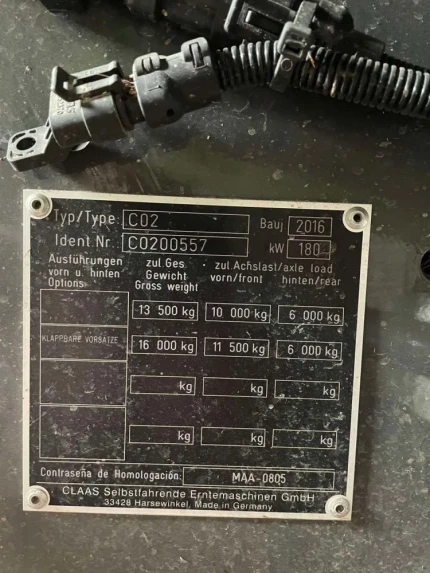 Typ/Type C02 Bauj 2016
Ident Nr. C0200557 kW 180
Ausführungen vorn u. hinten Options: zul Ges Gewicht Gross weight zul.Achslast/axle load vorn/front hinten/rear
13 500 kg 10 000 kg 6 000 kg
KLAPPBARE VORSÄTZE 16 000 kg 11 500 kg 6 000 kg
kg kg kg
kg kg kg
Contraseña de Homologación: MAA-0805
CLAAS Selbstfahrende Erntemaschinen GmbH
33428 Harsewinkel, Made in Germany